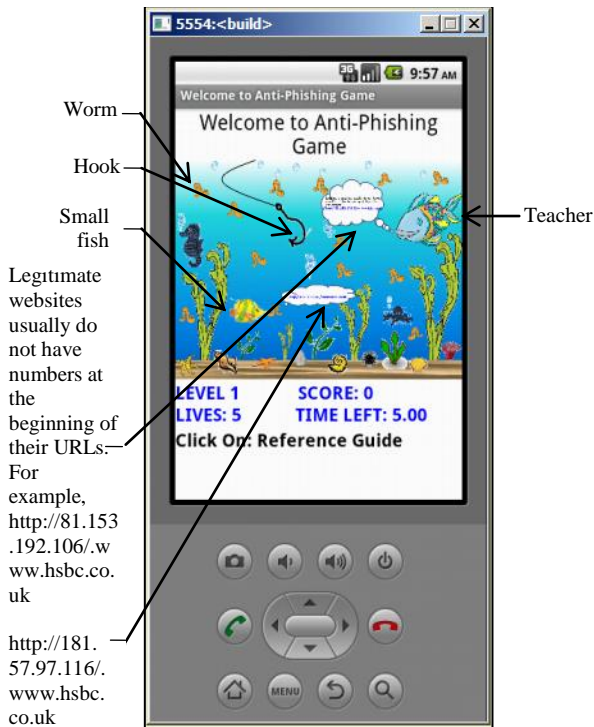 5554:<build>
9:57 AM
Welcome to Anti-Phishing Game
Welcome to Anti-Phishing
Game
Worm
Hook
Small
fish
Teacher
Legitimate
websites
usually do
not have
numbers at
the
beginning of
their URLs.
For
example,
http://81.153
.192.106/.w
ww.hsbc.co.
uk
http://181.
57.97.116/.
www.hsbc.
co.uk
LEVEL 1 SCORE: 0
LIVES: 5 TIME LEFT: 5.00
Click On: Reference Guide
MENU